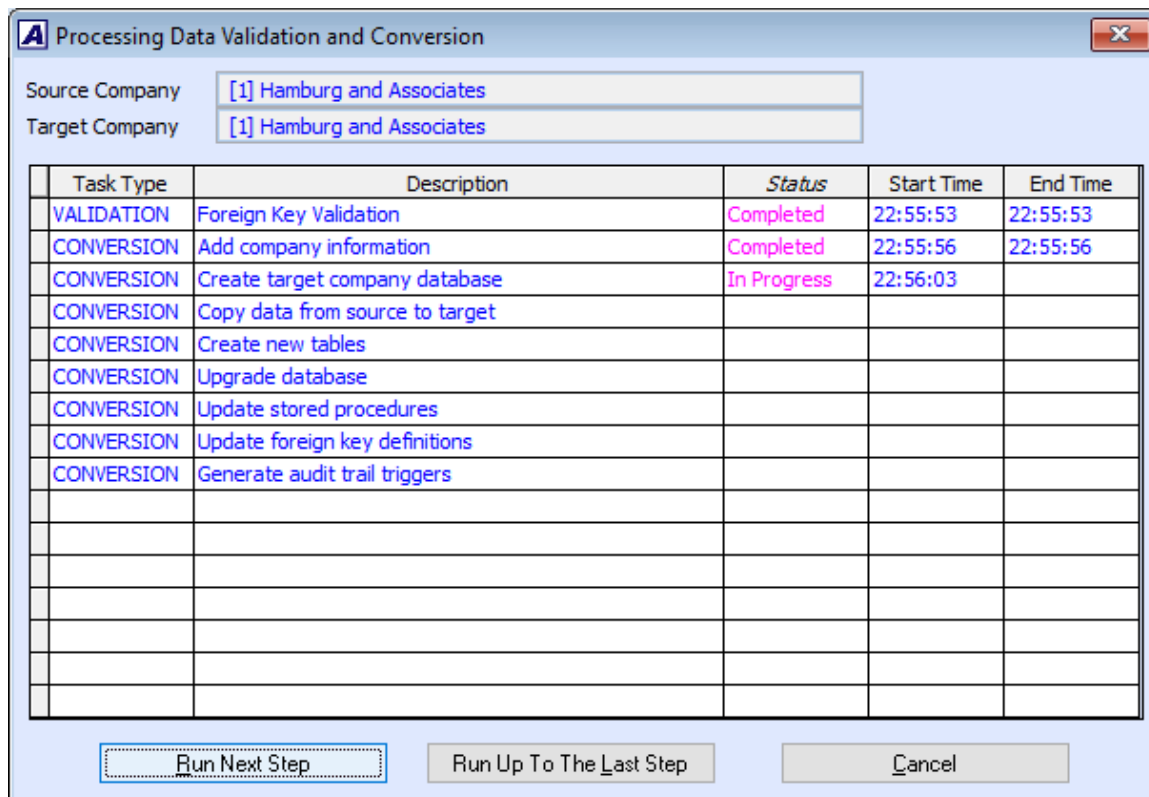 A Processing Data Validation and Conversion
Source Company [1] Hamburg and Associates
Target Company [1] Hamburg and Associates
Task Type Description Status Start Time End Time
VALIDATION Foreign Key Validation Completed 22:55:53 22:55:53
CONVERSION Add company information Completed 22:55:56 22:55:56
CONVERSION Create target company database In Progress 22:56:03
CONVERSION Copy data from source to target
CONVERSION Create new tables
CONVERSION Upgrade database
CONVERSION Update stored procedures
CONVERSION Update foreign key definitions
CONVERSION Generate audit trail triggers
Run Next Step Run Up To The Last Step Cancel